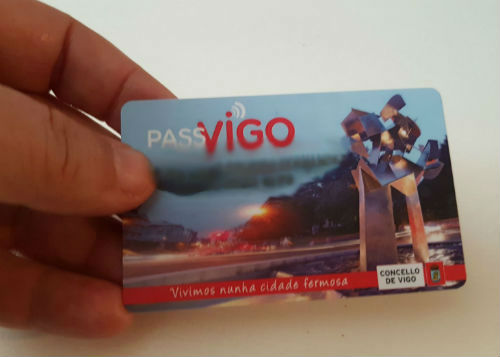 PASSVIGO
Vivimos nunha cidade fermosa
CONCELLO
DE VIGO